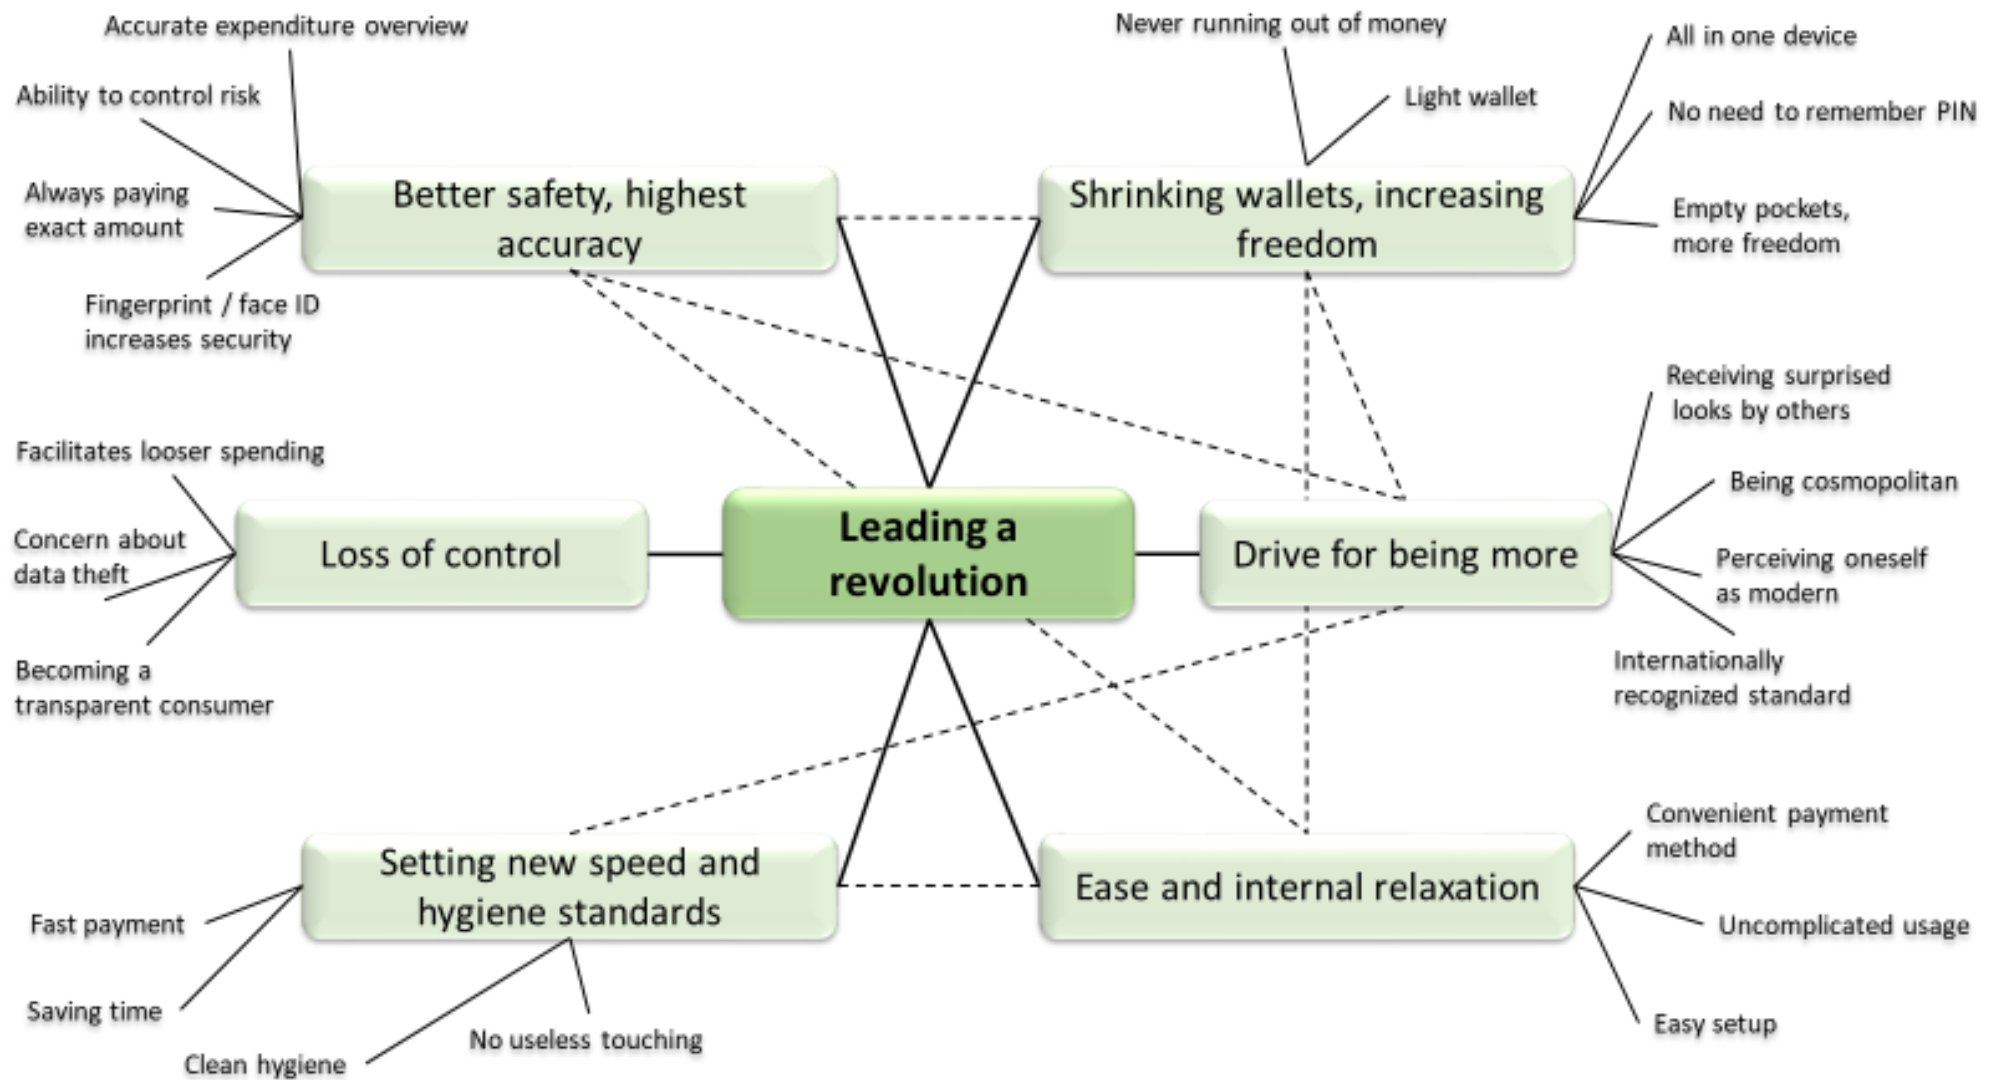 Accurate expenditure overview
Ability to control risk
Always paying
exact amount
Fingerprint / face ID
increases security
Better safety, highest
accuracy
Never running out of money
Light wallet
Shrinking wallets, increasing
freedom
All in one device
No need to remember PIN
Empty pockets,
more freedom
Facilitates looser spending
Concern about
data theft
Becoming a
transparent consumer
Loss of control
Leading a
revolution
Drive for being more
Receiving surprised
looks by others
Being cosmopolitan
Perceiving oneself
as modern
Internationally
recognized standard
Setting new speed and
hygiene standards
Fast payment
Saving time
Clean hygiene
No useless touching
Ease and internal relaxation
Convenient payment
method
Uncomplicated usage
Easy setup